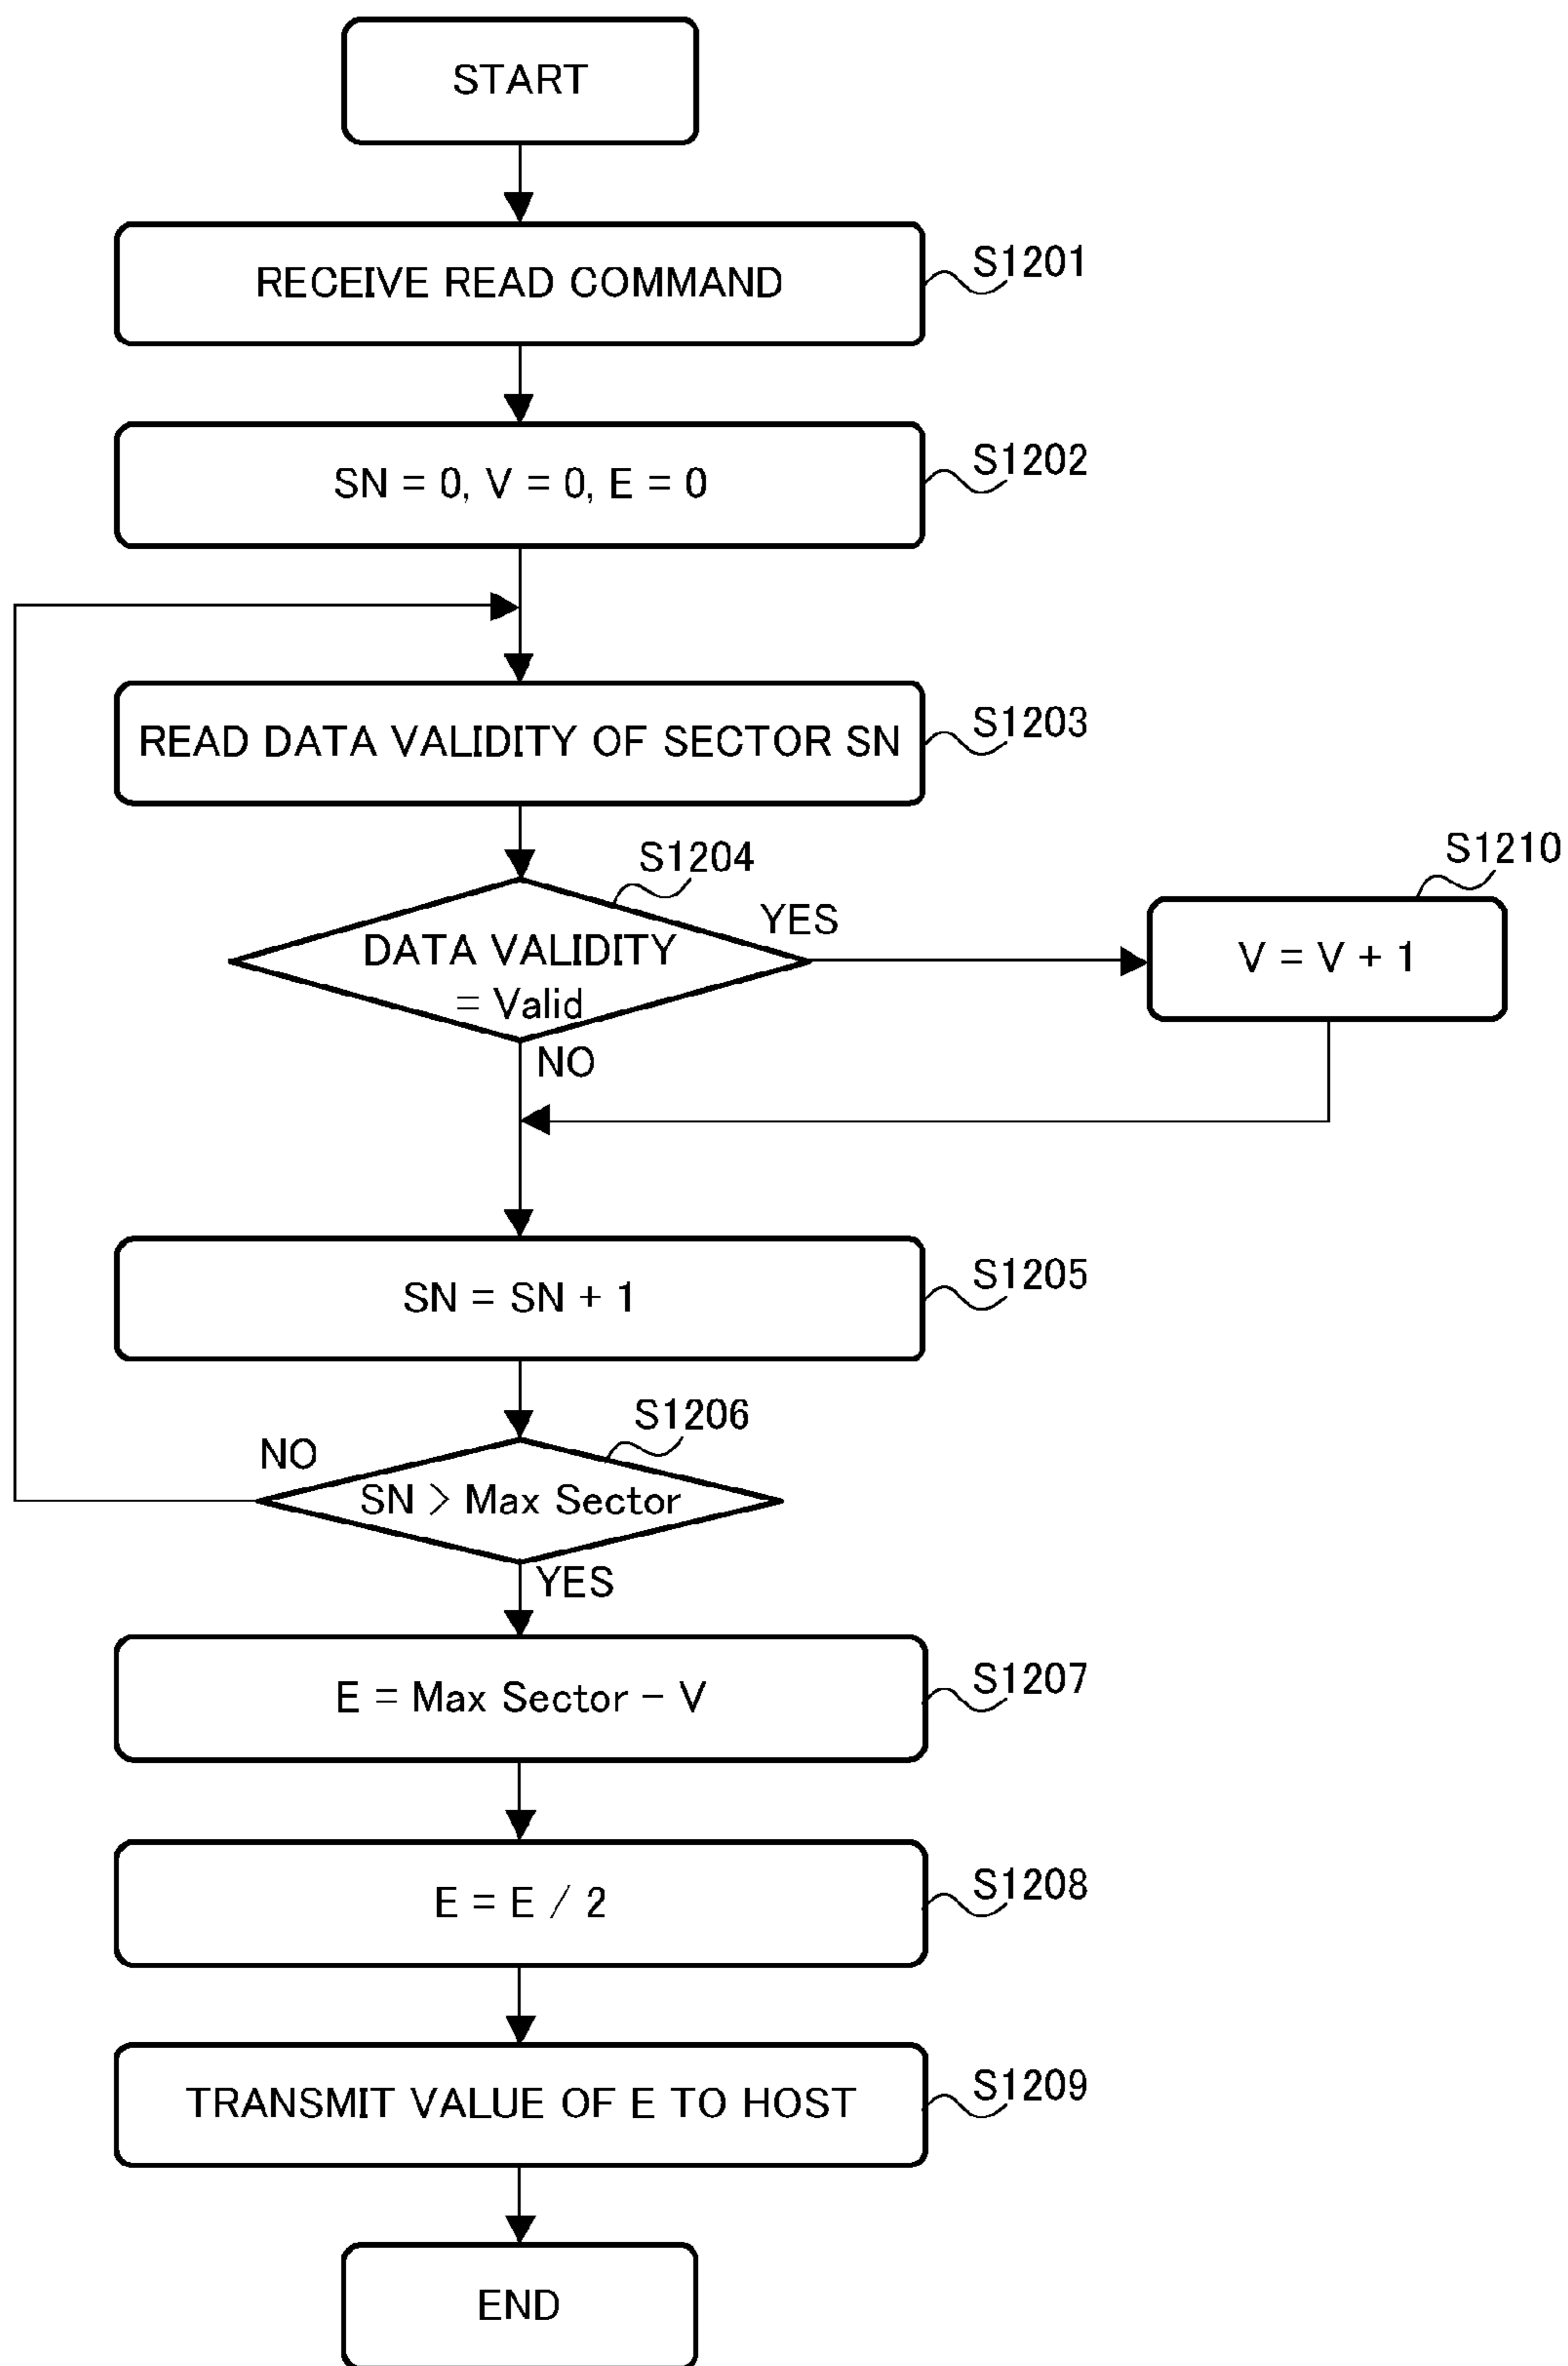 START
RECEIVE READ COMMAND
S1201
SN = 0, V = 0, E = 0
S1202
READ DATA VALIDITY OF SECTOR SN
S1203
S1204
DATA VALIDITY
= Valid
YES
NO
S1210
V = V + 1
SN = SN + 1
S1205
S1206
NO
SN > Max Sector
YES
E = Max Sector - V
S1207
E = E / 2
S1208
TRANSMIT VALUE OF E TO HOST
S1209
END